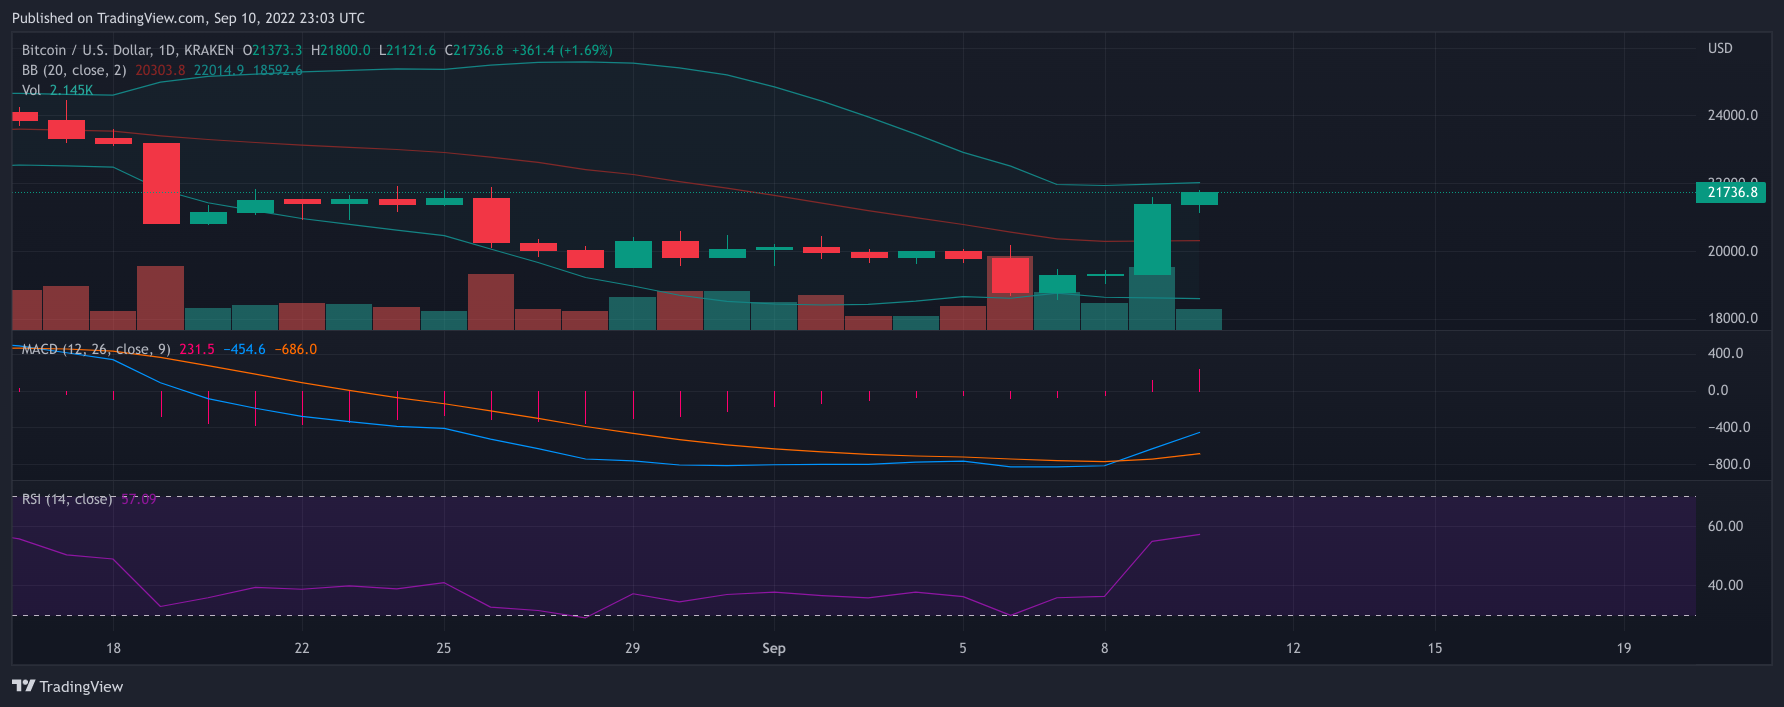 Published on TradingView.com, Sep 10, 2022 23:03 UTC
Bitcoin / U.S. Dollar, 1D, KRAKEN O21373.3 H21800.0 L21121.6 C21736.8 +361.4 (+1.69%)
USD
BB (20, close, 2) 20303.8 22014.9 18592.6
Vol 2.145K
24000.0
22000.0
21736.8
20000.0
18000.0
MACD (12, 26, close, 9) 231.5 −454.6 −686.0
400.0
0.0
−400.0
−800.0
RSI (14, close) 57.09
60.00
40.00
18 22 25 29 Sep 5 8 12 15 19
TradingView